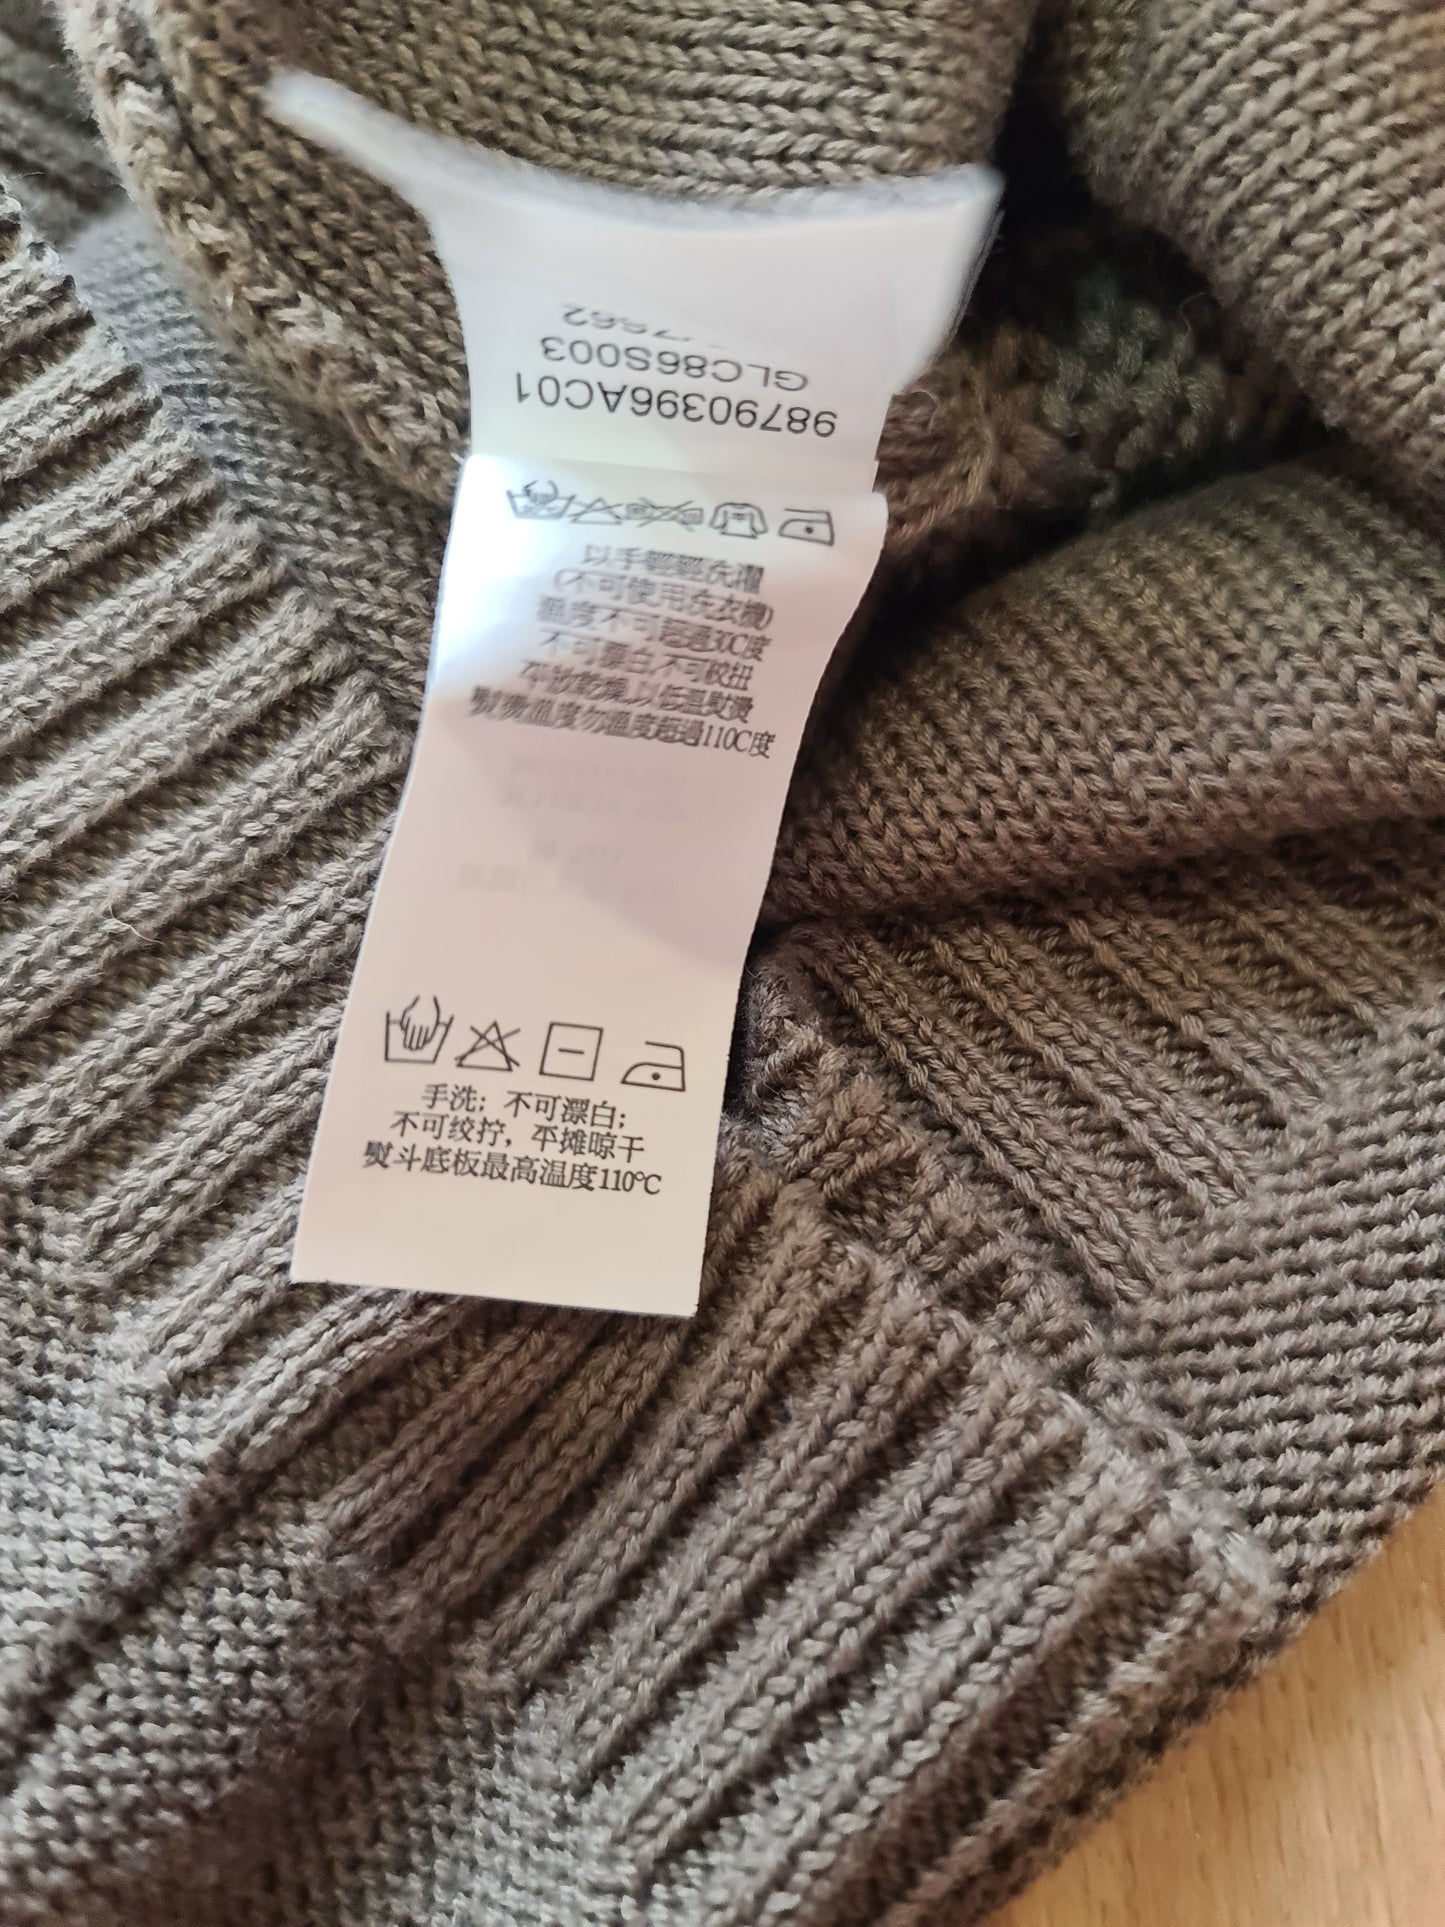 GLC86S003
98790396AC01
以手輕輕洗濯
(不可使用洗衣機)
溫度不可超過30C度
不可漂白,不可絞扭
平放乾燥,以低溫熨燙
熨燙溫度勿溫度超過110C度
手洗；不可漂白；
不可绞拧，平摊晾干
熨斗底板最高温度110℃